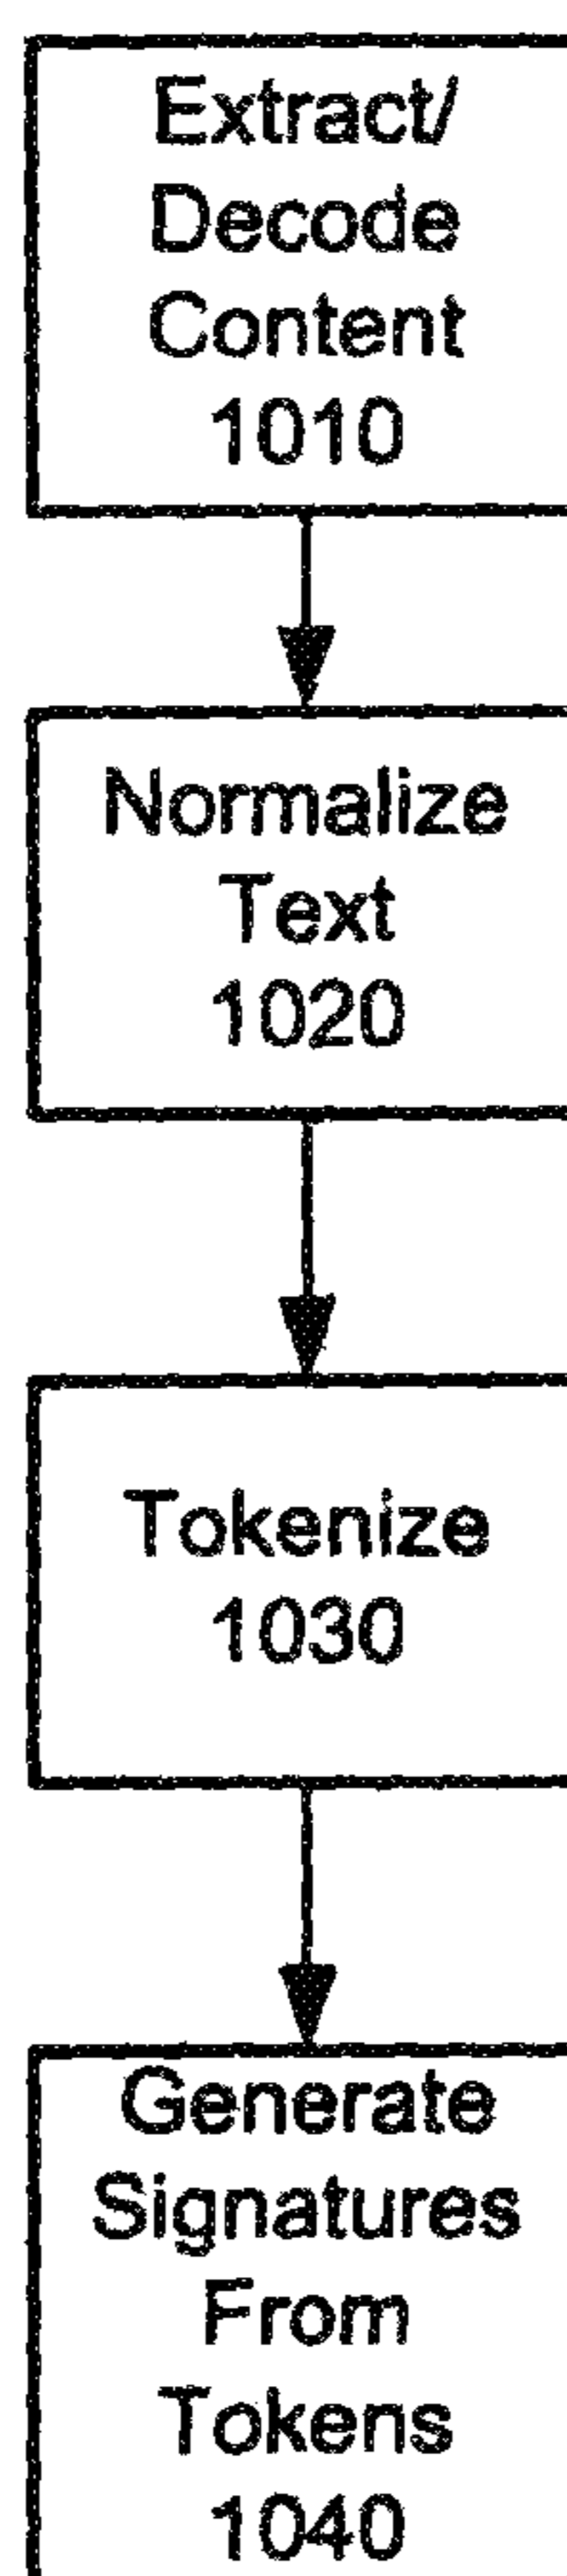 Extract/
Decode
Content
1010
Normalize
Text
1020
Tokenize
1030
Generate
Signatures
From
Tokens
1040